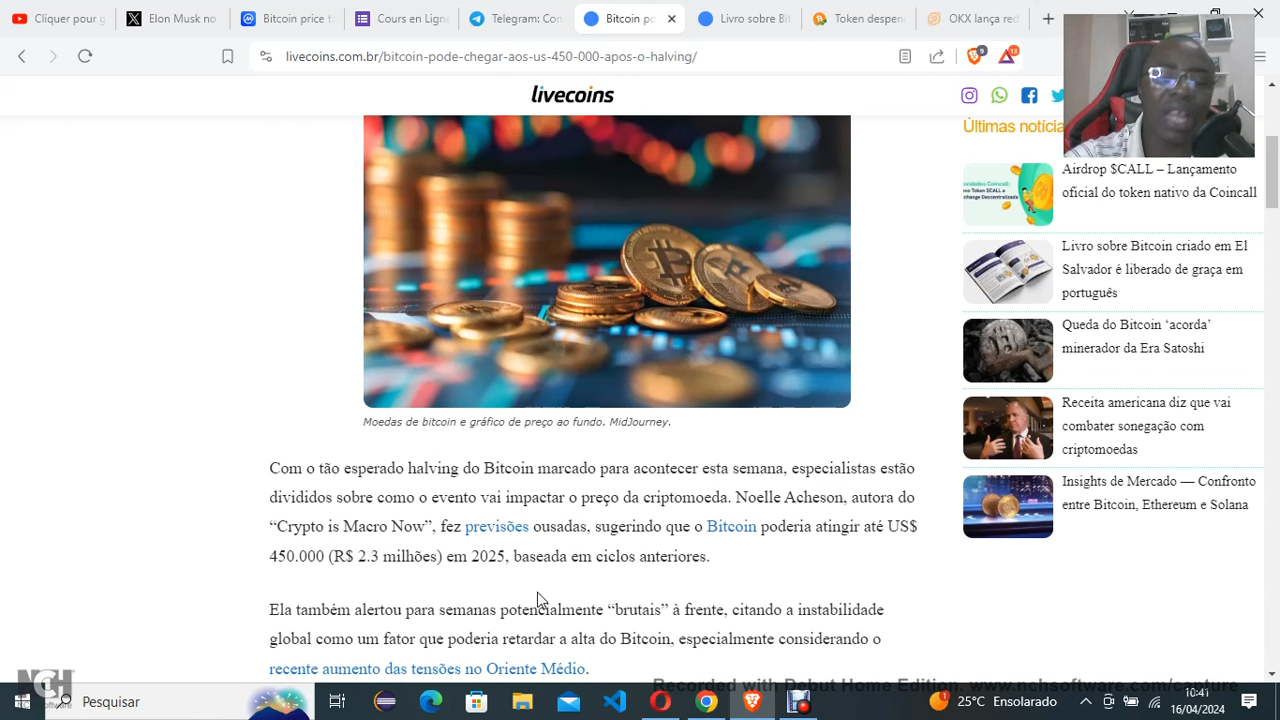 Cliquer pour g
Elon Musk no
Bitcoin price t
Cours en Lign
Telegram: Con
Bitcoin po
Livro sobre Bi
Token despen
OKX lança red
livecoins.com.br/bitcoin-pode-chegar-aos-us-450-000-apos-o-halving/
9
13
livecoins
Últimas notícia
Airdrop $CALL – Lançamento
oficial do token nativo da Coincall
Livro sobre Bitcoin criado em El
Salvador é liberado de graça em
português
Queda do Bitcoin ‘acorda’
minerador da Era Satoshi
Receita americana diz que vai
combater sonegação com
criptomoedas
Insights de Mercado — Confronto
entre Bitcoin, Ethereum e Solana
Moedas de bitcoin e gráfico de preço ao fundo. MidJourney.
Com o tão esperado halving do Bitcoin marcado para acontecer esta semana, especialistas estão
divididos sobre como o evento vai impactar o preço da criptomoeda. Noelle Acheson, autora do
“Crypto is Macro Now”, fez previsões ousadas, sugerindo que o Bitcoin poderia atingir até US$
450.000 (R$ 2.3 milhões) em 2025, baseada em ciclos anteriores.
Ela também alertou para semanas potencialmente “brutais” à frente, citando a instabilidade
global como um fator que poderia retardar a alta do Bitcoin, especialmente considerando o
recente aumento das tensões no Oriente Médio.
NCH
Software
Recorded with Debut Home Edition. www.nchsoftware.com/capture
Pesquisar
25°C Ensolarado
10:41
16/04/2024